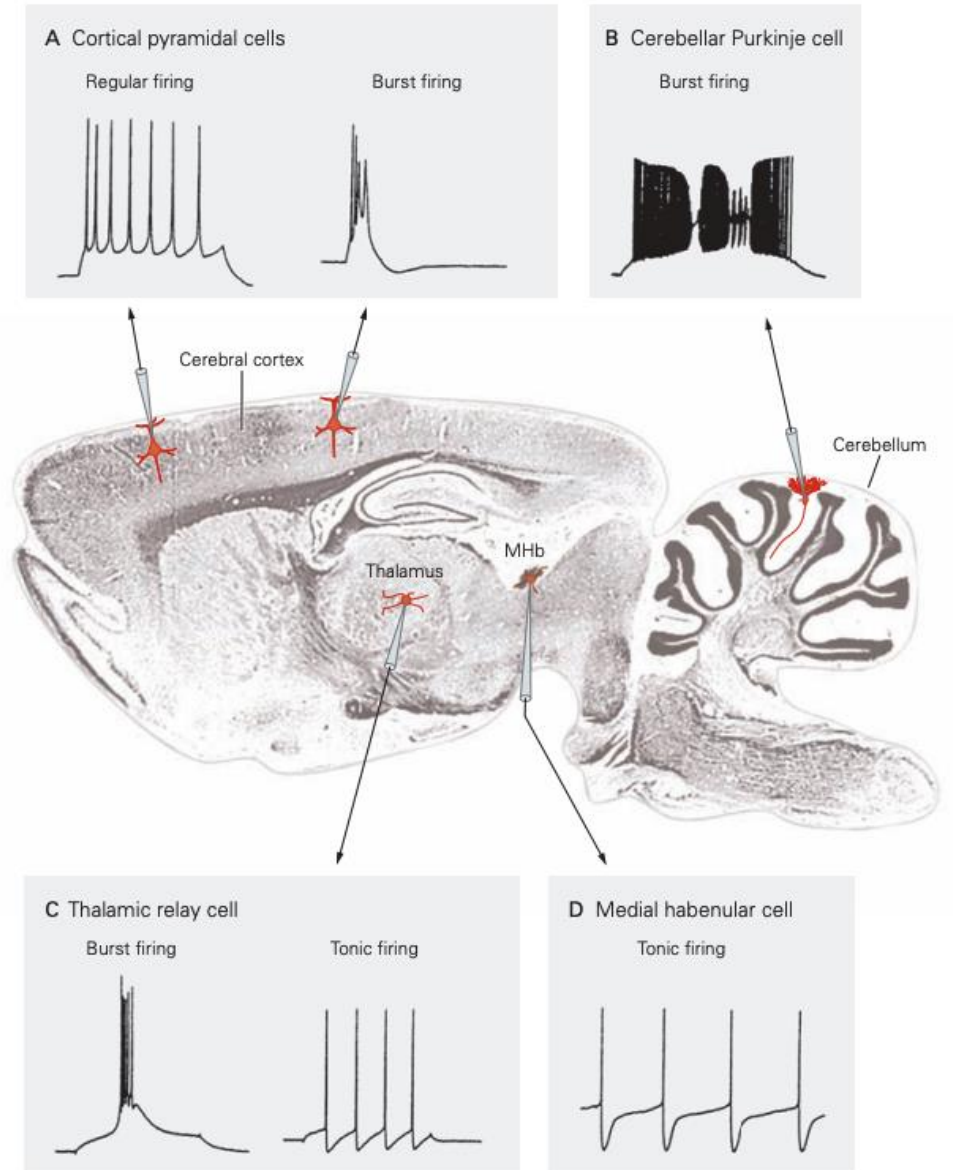 A Cortical pyramidal cells
Regular firing
Burst firing
B Cerebellar Purkinje cell
Burst firing
Cerebral cortex
Cerebellum
MHb
Thalamus
C Thalamic relay cell
Burst firing
Tonic firing
D Medial habenular cell
Tonic firing